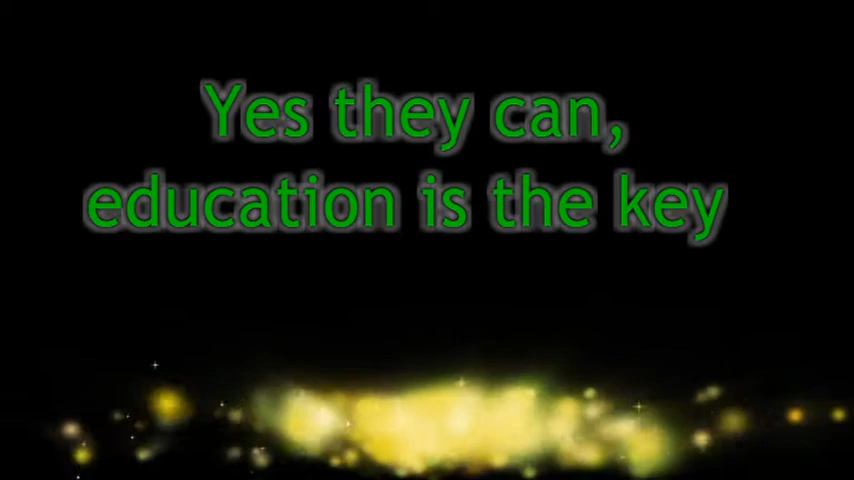 Yes they can,
education is the key